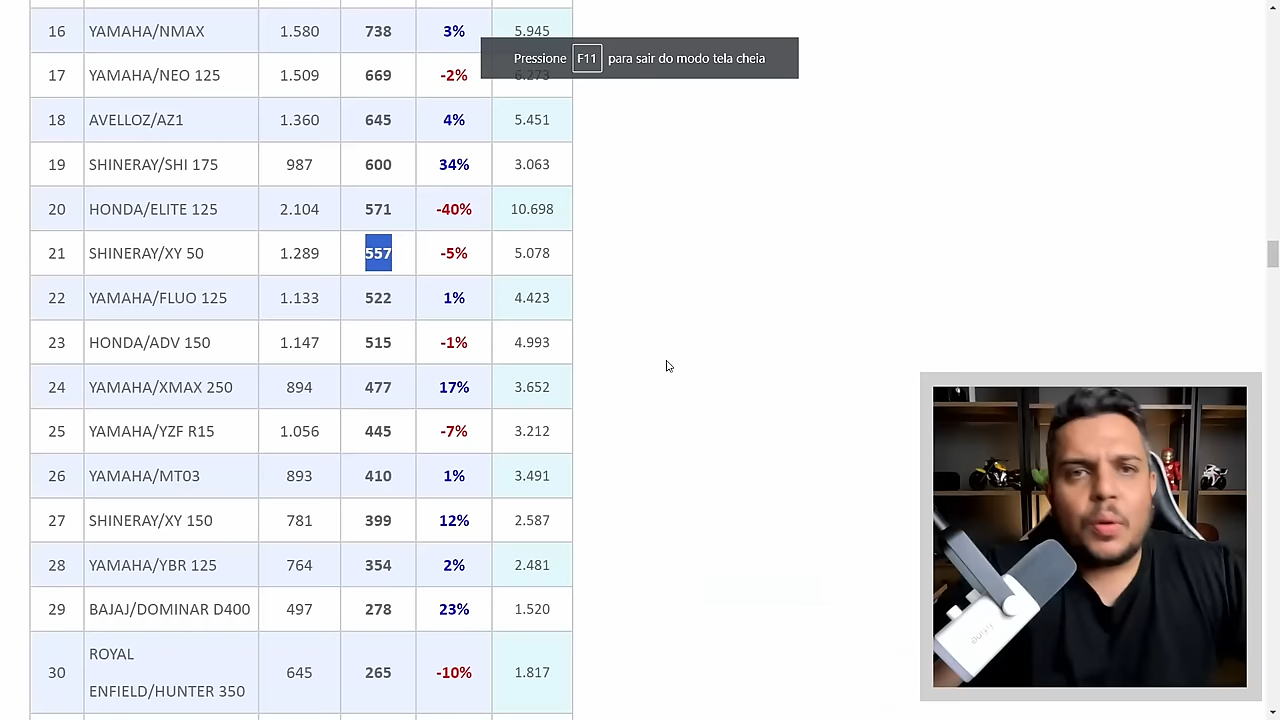 16 YAMAHA/NMAX 1.580 738 3% 5.945
Pressione F11 para sair do modo tela cheia
17 YAMAHA/NEO 125 1.509 669 -2% 6.273
18 AVELLOZ/AZ1 1.360 645 4% 5.451
19 SHINERAY/SHI 175 987 600 34% 3.063
20 HONDA/ELITE 125 2.104 571 -40% 10.698
21 SHINERAY/XY 50 1.289 557 -5% 5.078
22 YAMAHA/FLUO 125 1.133 522 1% 4.423
23 HONDA/ADV 150 1.147 515 -1% 4.993
24 YAMAHA/XMAX 250 894 477 17% 3.652
25 YAMAHA/YZF R15 1.056 445 -7% 3.212
26 YAMAHA/MT03 893 410 1% 3.491
27 SHINERAY/XY 150 781 399 12% 2.587
28 YAMAHA/YBR 125 764 354 2% 2.481
29 BAJAJ/DOMINAR D400 497 278 23% 1.520
ROYAL
30 ENFIELD/HUNTER 350 645 265 -10% 1.817